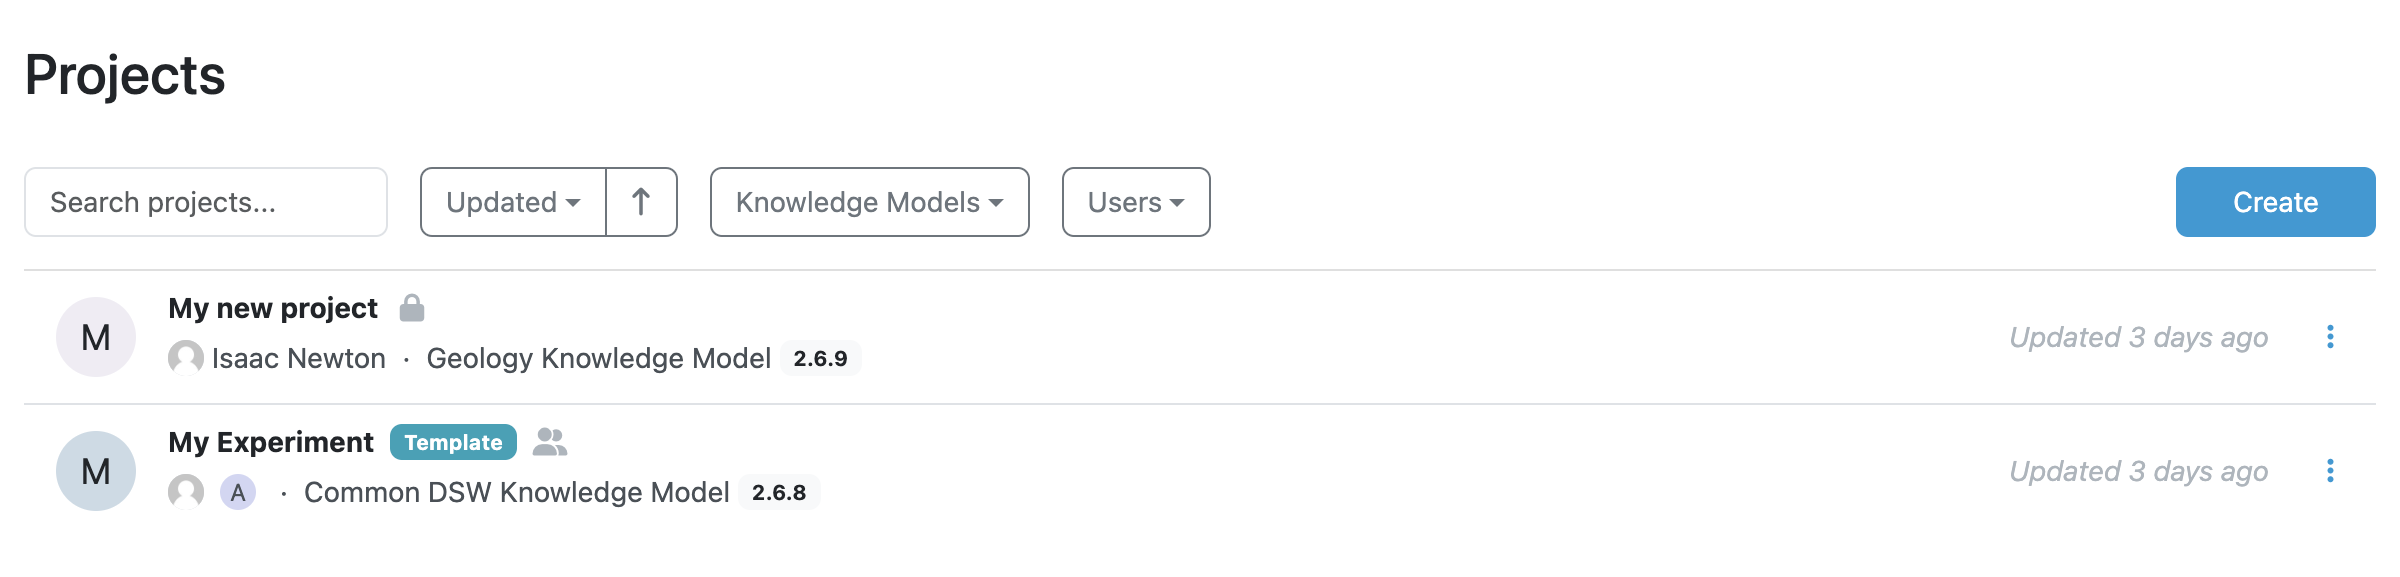 Projects
Search projects... Updated Knowledge Models Users Create
M My new project
Isaac Newton · Geology Knowledge Model 2.6.9 Updated 3 days ago
M My Experiment Template
A · Common DSW Knowledge Model 2.6.8 Updated 3 days ago